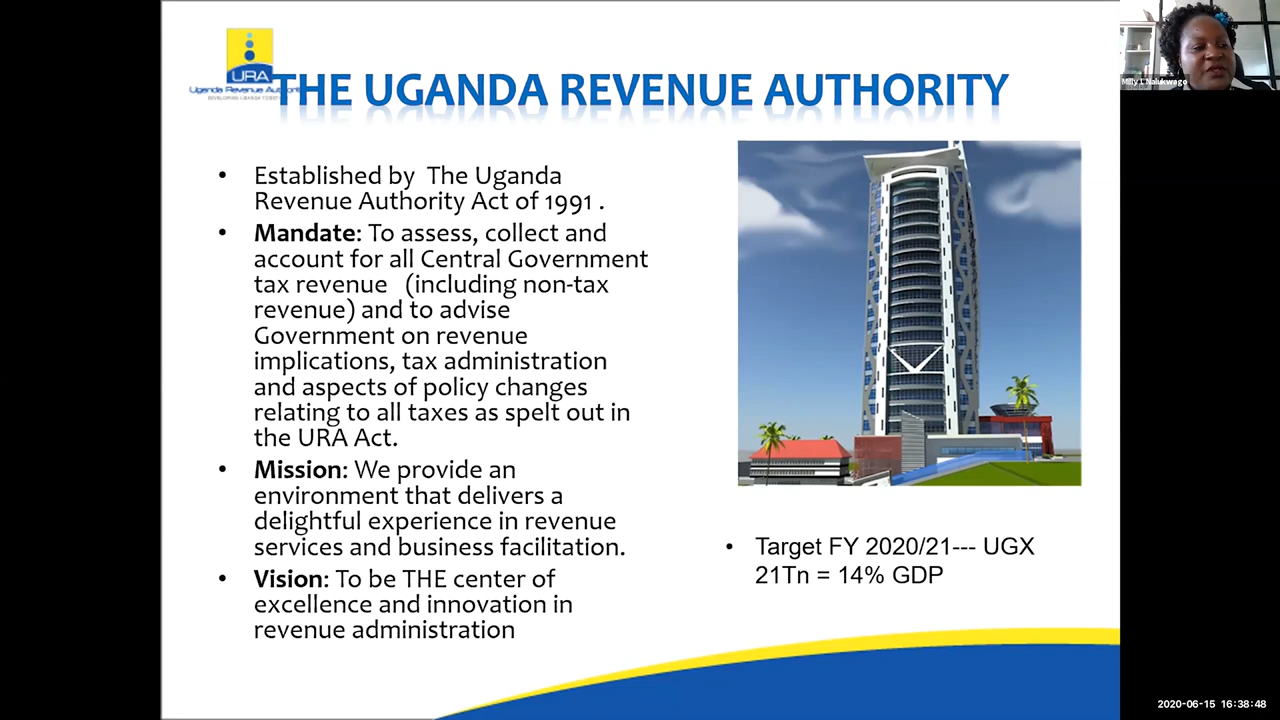 URA
Uganda Revenue Autho
THE UGANDA REVENUE AUTHORITY
• Established by The Uganda
Revenue Authority Act of 1991 .
• Mandate: To assess, collect and
account for all Central Government
tax revenue (including non-tax
revenue) and to advise
Government on revenue
implications, tax administration
and aspects of policy changes
relating to all taxes as spelt out in
the URA Act.
• Mission: We provide an
environment that delivers a
delightful experience in revenue
services and business facilitation.
• Vision: To be THE center of
excellence and innovation in
revenue administration
• Target FY 2020/21--- UGX
21Tn = 14% GDP
Milly I. Nalukwago
2020-06-15 16:38:48